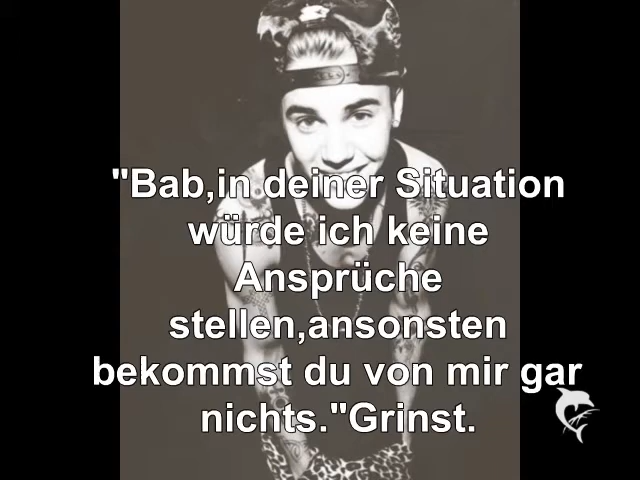 "Bab,in deiner Situation
würde ich keine
Ansprüche
stellen,ansonsten
bekommst du von mir gar
nichts."Grinst.